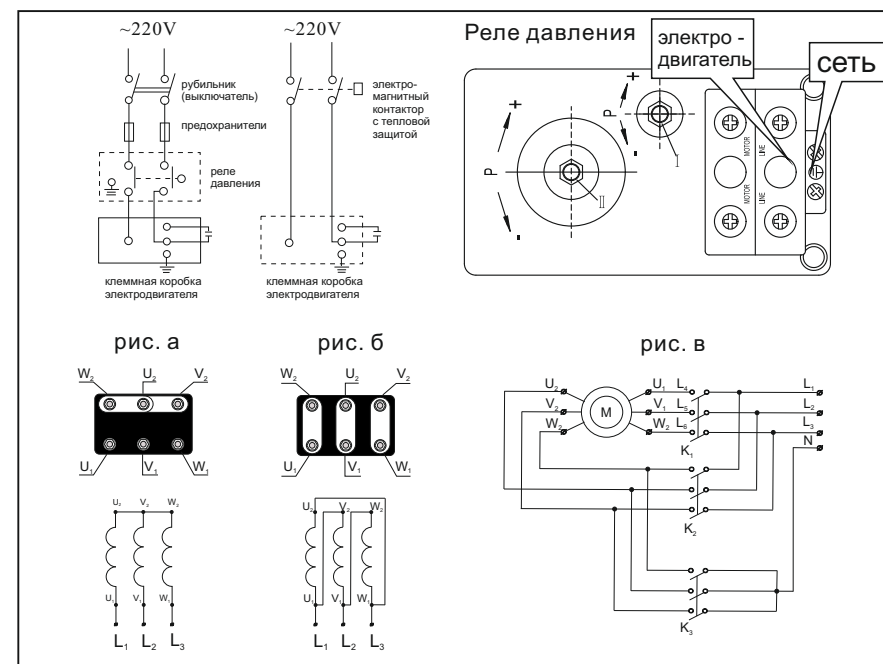 ~220V
~220V
рубильник
(выключатель)
предохранители
реле
давления
клеммная коробка
электродвигателя
электро-
магнитный
контактор
с тепловой
защитой
клеммная коробка
электродвигателя
Реле давления
электро -
двигатель
сеть
+
P
-
+
P
-
I
II
MOTOR
LINE
MOTOR
LINE
рис. а
W₂ U₂ V₂
U₁ V₁ W₁
U₂ V₂ W₂
U₁ V₁ W₁
L₁ L₂ L₃
рис. б
W₂ U₂ V₂
U₁ V₁ W₁
U₂ V₂ W₂
U₁ V₁ W₁
L₁ L₂ L₃
рис. в
U₂ U₁ L₄ L₁
V₂ M V₁ L₅ L₂
W₂ W₂ L₆ L₃
N
K₁
K₂
K₃